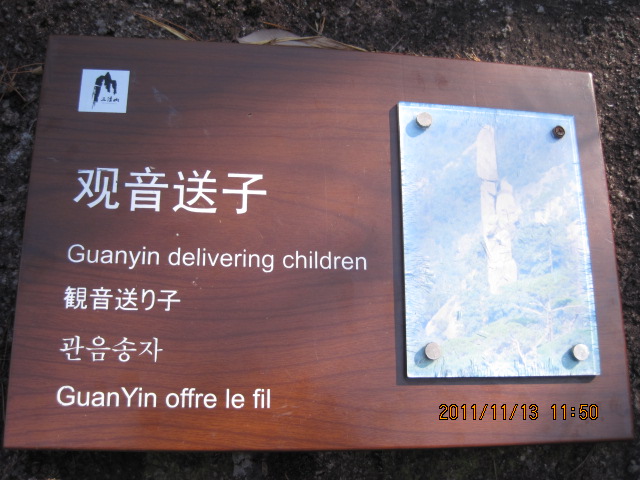 观音送子
Guanyin delivering children
観音送り子
관음송자
GuanYin offre le fil
2011/11/13 11:50